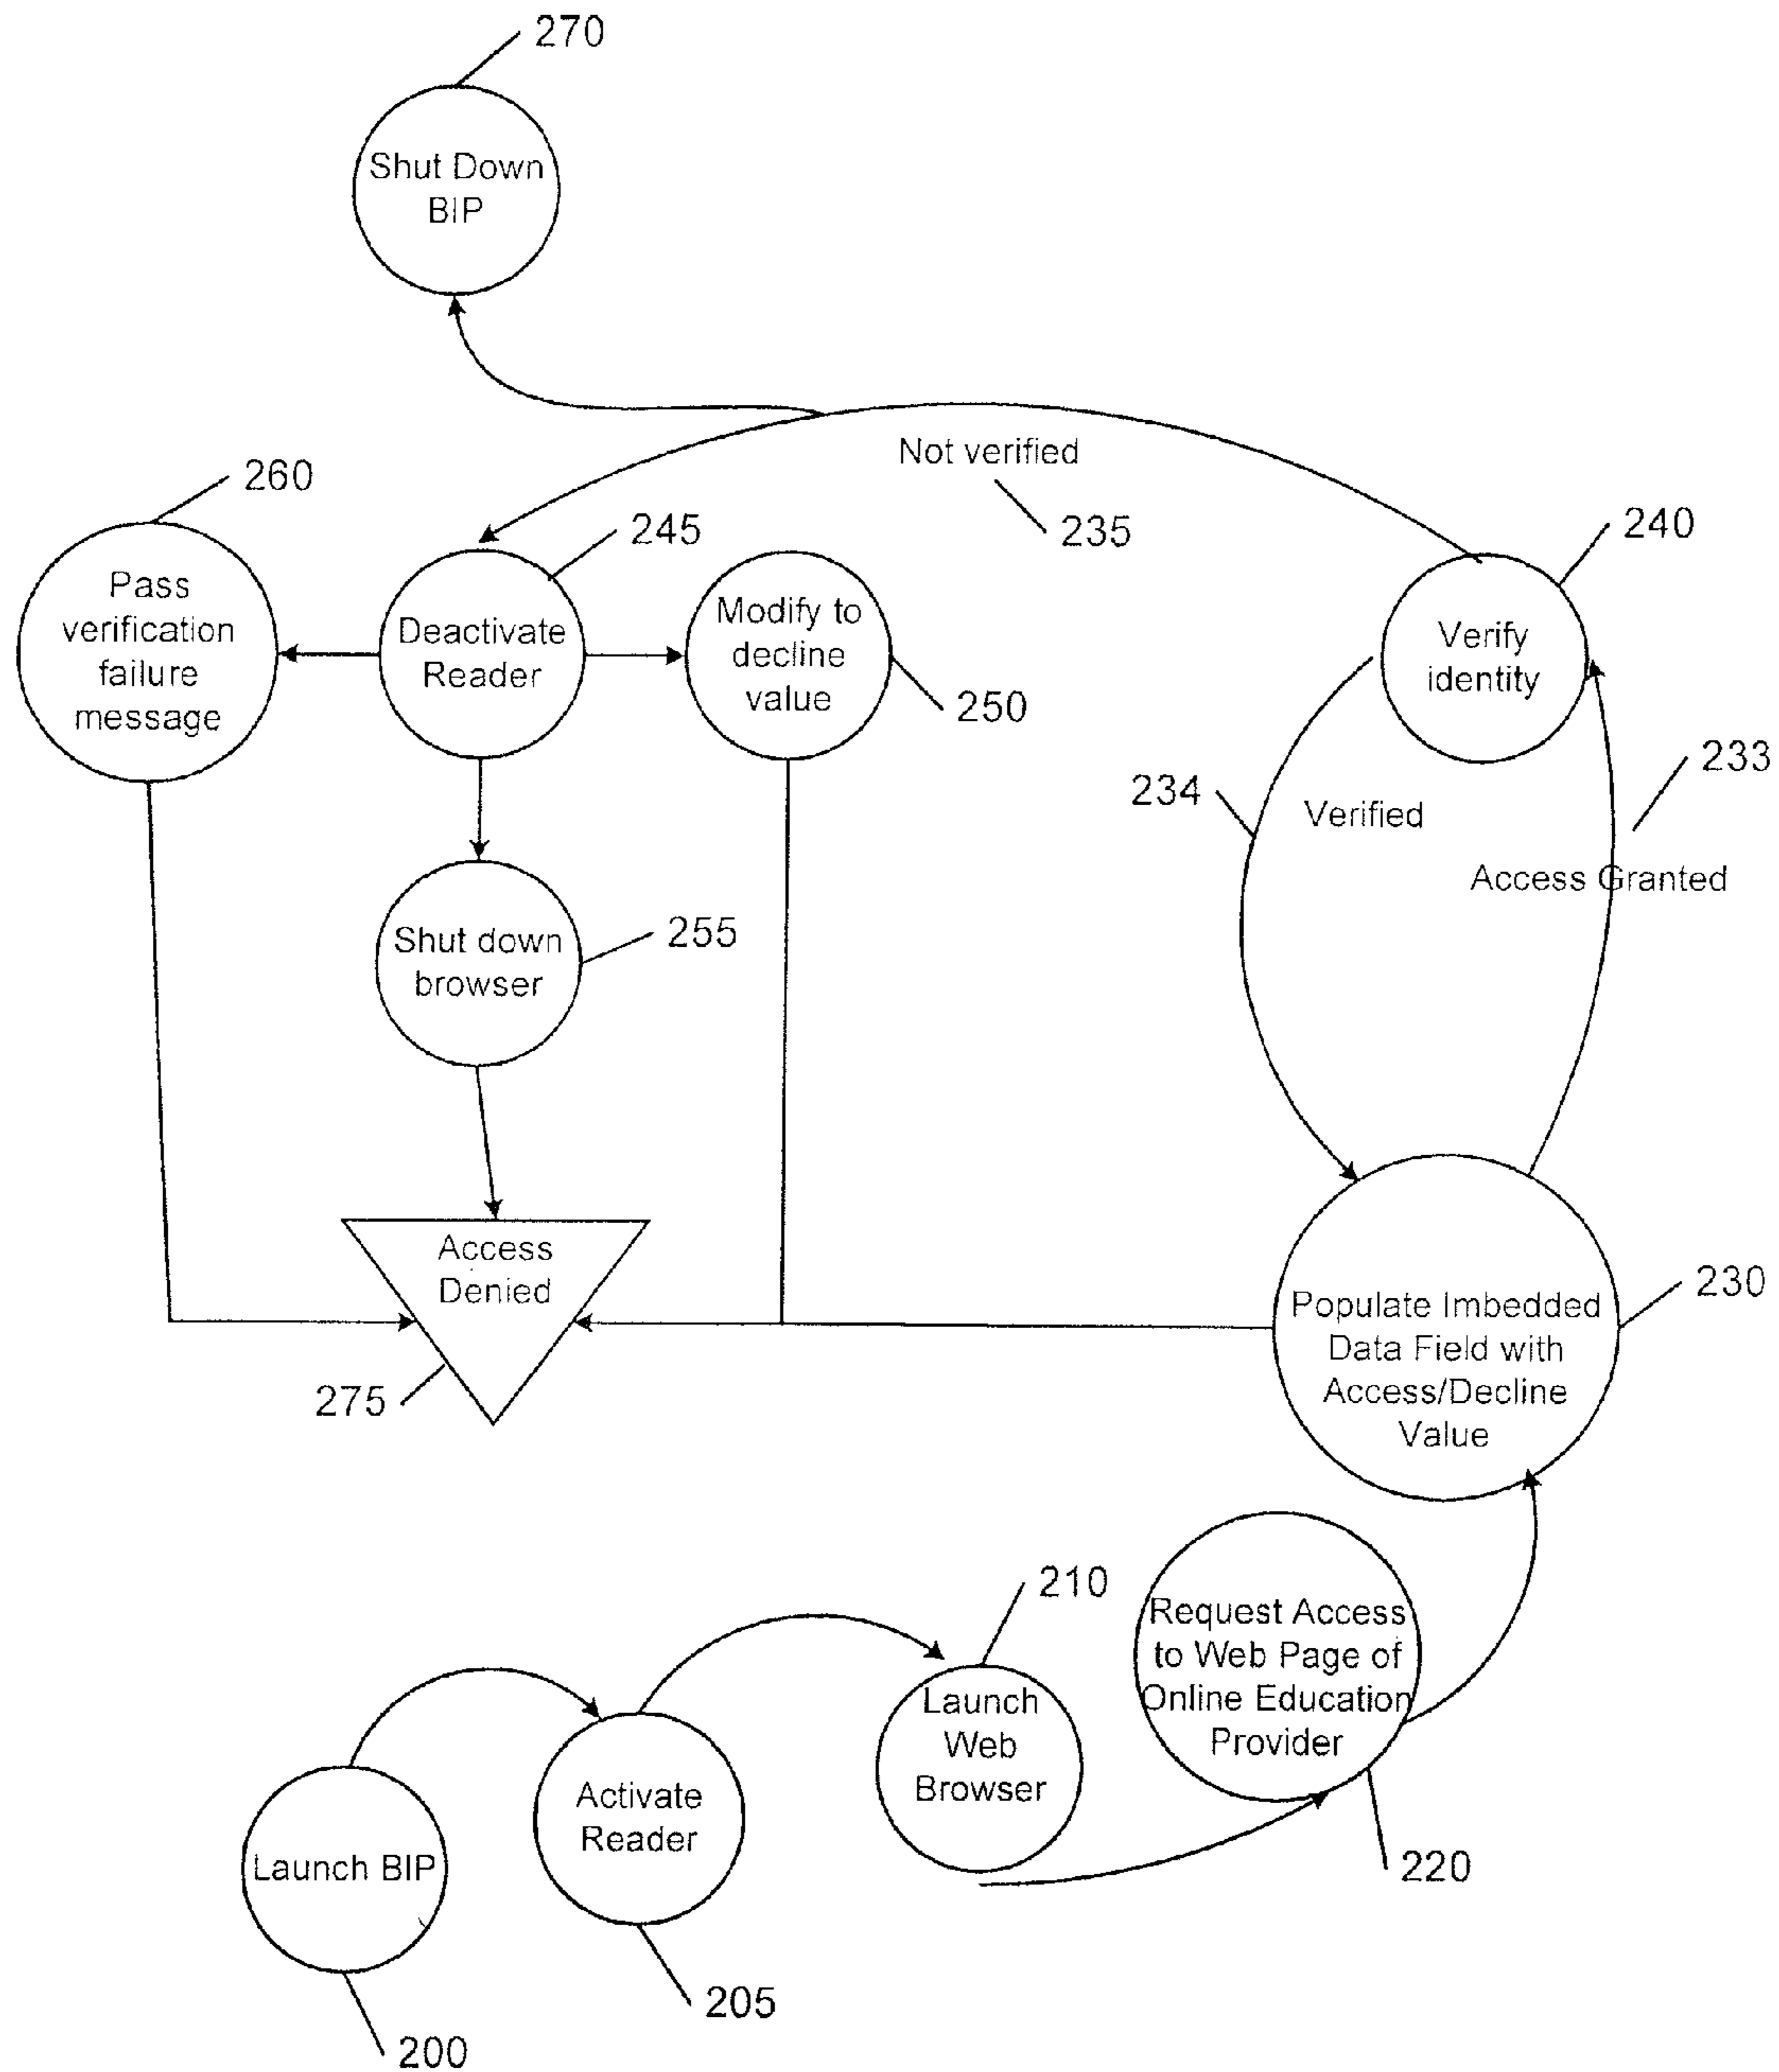 270
Shut Down
BIP
Not verified
235
260
Pass
verification
failure
message
245
Deactivate
Reader
Modify to
decline
value
250
240
Verify
identity
233
234
Verified
Access Granted
Shut down
browser
255
Access
Denied
275
Populate Imbedded
Data Field with
Access/Decline
Value
230
Request Access
to Web Page of
Online Education
Provider
220
210
Launch
Web
Browser
Activate
Reader
205
Launch BIP
200